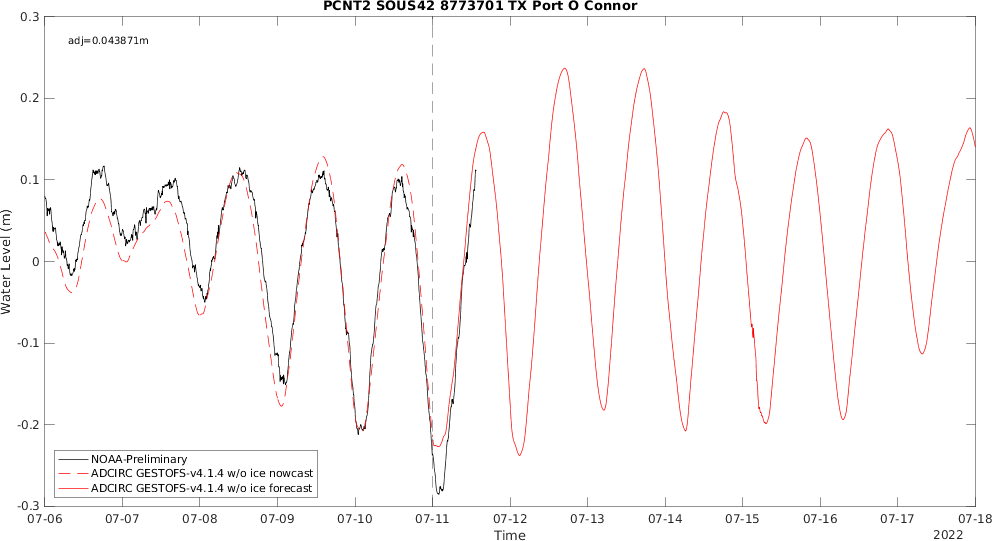 PCNT2 SOUS42 8773701 TX Port O Connor
adj=0.043871m
0.3
0.2
0.1
0
-0.1
-0.2
-0.3
Water Level (m)
NOAA-Preliminary
ADCIRC GESTOFS-v4.1.4 w/o ice nowcast
ADCIRC GESTOFS-v4.1.4 w/o ice forecast
07-06 07-07 07-08 07-09 07-10 07-11 07-12 07-13 07-14 07-15 07-16 07-17 07-18
Time
2022